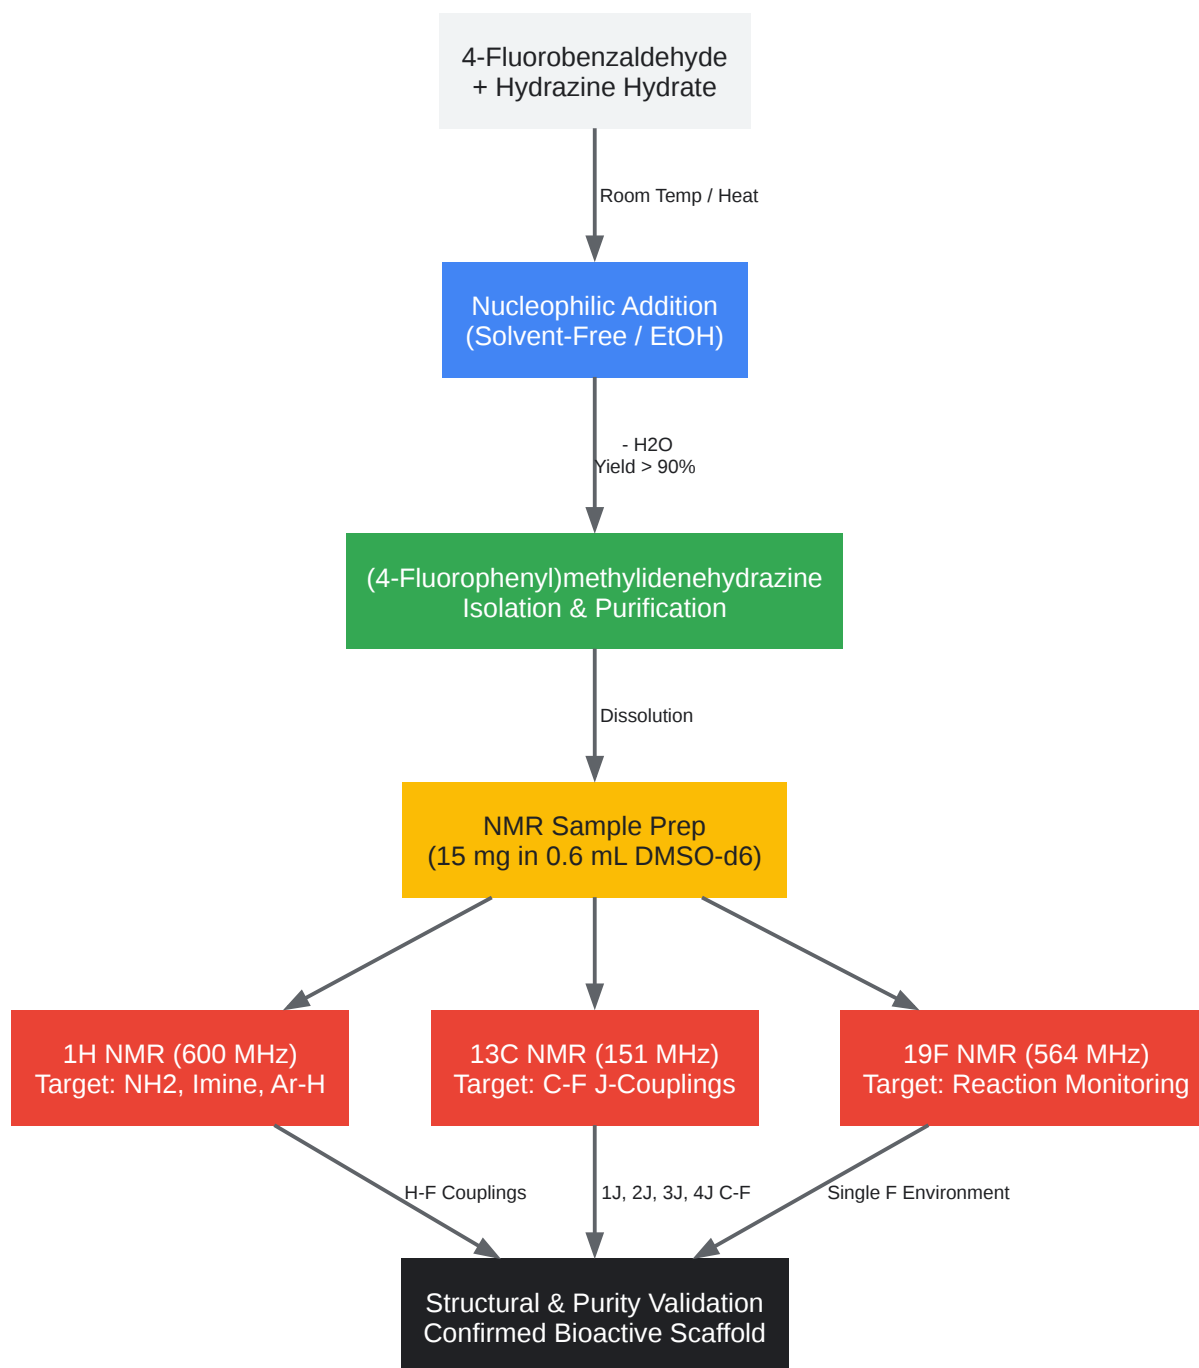 4-Fluorobenzaldehyde
+ Hydrazine Hydrate
Room Temp / Heat
Nucleophilic Addition
(Solvent-Free / EtOH)
- H2O
Yield > 90%
(4-Fluorophenyl)methylidenehydrazine
Isolation & Purification
Dissolution
NMR Sample Prep
(15 mg in 0.6 mL DMSO-d6)
1H NMR (600 MHz)
Target: NH2, Imine, Ar-H
13C NMR (151 MHz)
Target: C-F J-Couplings
19F NMR (564 MHz)
Target: Reaction Monitoring
H-F Couplings
1J, 2J, 3J, 4J C-F
Single F Environment
Structural & Purity Validation
Confirmed Bioactive Scaffold